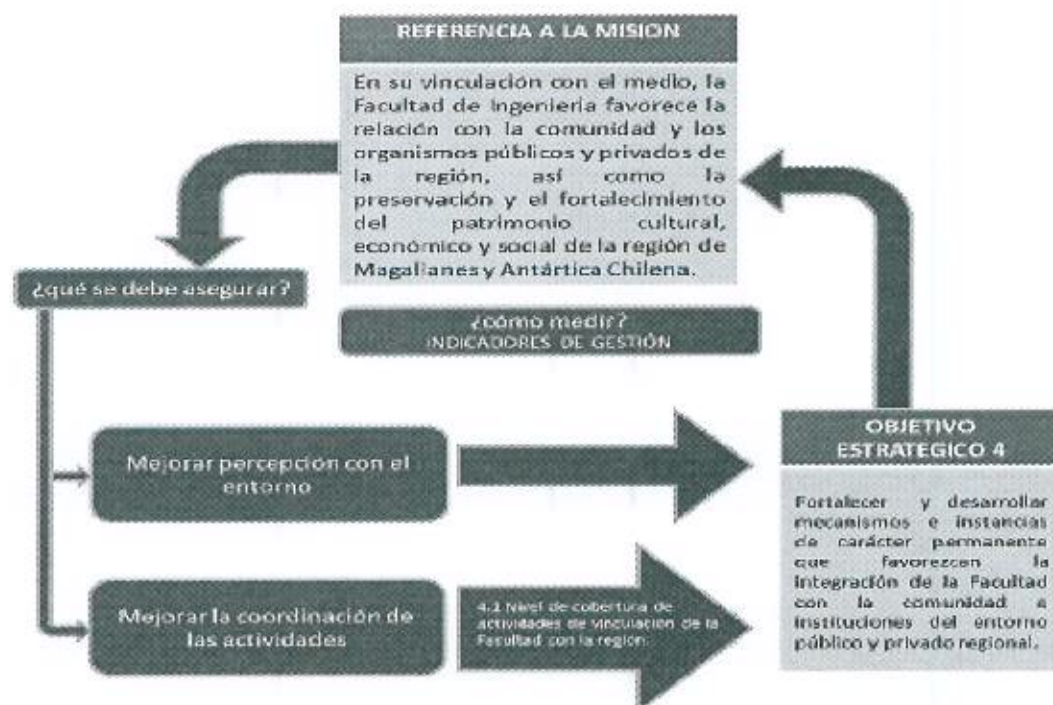 REFERENCIA A LA MISION
En su vinculación con el medio, la
Facultad de Ingeniería favorece la
relación con la comunidad y los
organismos públicos y privados de
la región, así como la
preservación y el fortalecimiento
del patrimonio cultural,
económico y social de la región de
Magallanes y Antártica Chilena.
¿qué se debe asegurar?
¿cómo medir?
INDICADORES DE GESTIÓN
Mejorar percepción con el
entorno
OBJETIVO
ESTRATEGICO 4
Fortalecer y desarrollar
mecanismos e instancias
de carácter permanente
que favorezcan la
integración de la Facultad
con la comunidad e
instituciones del entorno
público y privado regional.
Mejorar la coordinación de
las actividades
4.1 Nivel de cobertura de
actividades de vinculación de la
Facultad con la región.